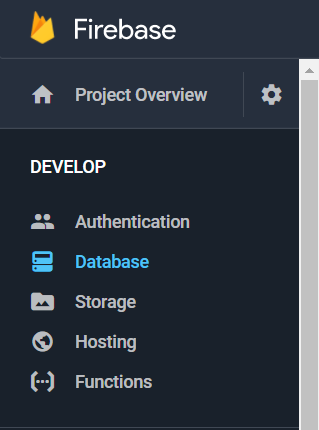 Firebase
Project Overview
DEVELOP
Authentication
Database
Storage
Hosting
Functions